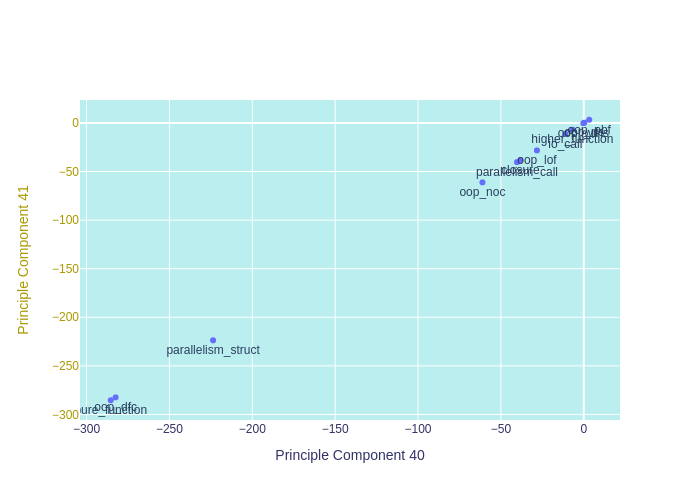 0
−50
−100
−150
−200
−250
−300
Principle Component 41
higher_function
io_call
oop_lof
closure
parallelism_call
oop_noc
parallelism_struct
oop_dfc
ure_function
−300
−250
−200
−150
−100
−50
0
Principle Component 40